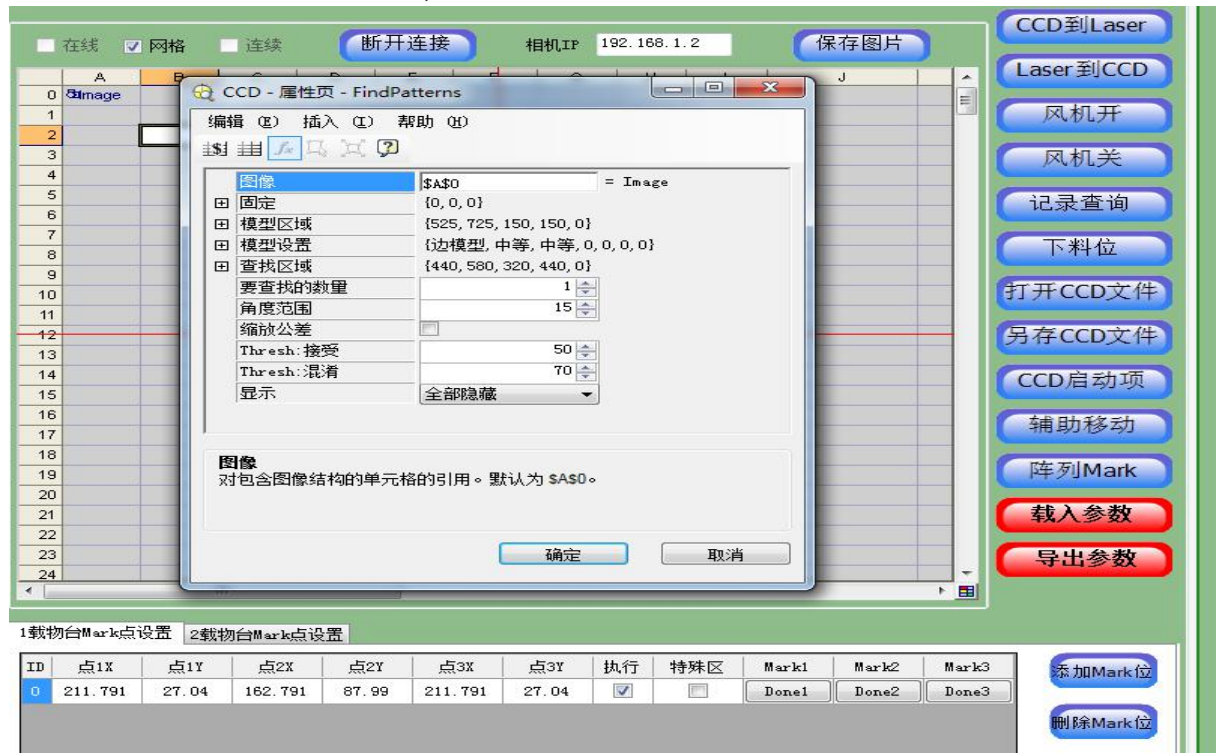 CCD到Laser
在线 网格 连续 断开连接 相机IP 192.168.1.2 保存图片
Laser到CCD
A B J
0 Image
CCD - 属性页 - FindPatterns
编辑(E) 插入(I) 帮助(H)
风机开
风机关
记录查询
下料位
打开CCD文件
另存CCD文件
CCD启动项
辅助移动
阵列Mark
载入参数
导出参数
1
2
3
4
5
6
7
8
9
10
11
12
13
14
15
16
17
18
19
20
21
22
23
24
图像 $A$0 = Image
固定 {0,0,0}
模型区域 {525,725,150,150,0}
模型设置 {边模型,中等,中等,0,0,0,0}
查找区域 {440,580,320,440,0}
要查找的数量 1
角度范围 15
缩放公差
Thresh:接受 50
Thresh:混淆 70
显示 全部隐藏
图像
对包含图像结构的单元格的引用。默认为 $A$0。
确定 取消
1载物台Mark点设置 2载物台Mark点设置
ID 点1X 点1Y 点2X 点2Y 点3X 点3Y 执行 特殊区 Mark1 Mark2 Mark3
0 211.791 27.04 162.791 87.99 211.791 27.04 Done1 Done2 Done3
添加Mark位
删除Mark位